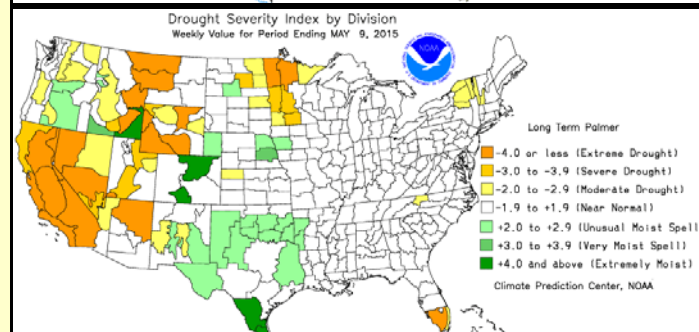 Drought Severity Index by Division
Weekly Value for Period Ending MAY 9, 2015
NOAA
Long Term Palmer
-4.0 or less (Extreme Drought)
-3.0 to -3.9 (Severe Drought)
-2.0 to -2.9 (Moderate Drought)
-1.9 to +1.9 (Near Normal)
+2.0 to +2.9 (Unusual Moist Spell)
+3.0 to +3.9 (Very Moist Spell)
+4.0 and above (Extremely Moist)
Climate Prediction Center, NOAA